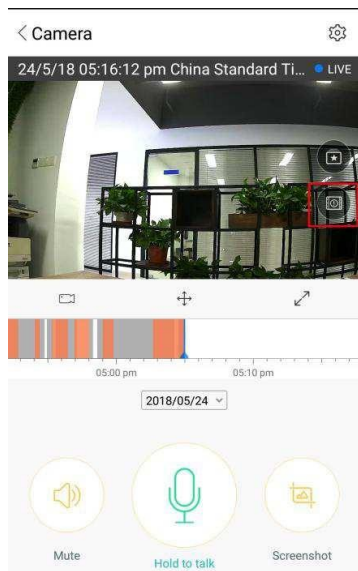 Camera
24/5/18 05:16:12 pm China Standard Ti... LIVE
05:00 pm 05:10 pm
2018/05/24
Mute Hold to talk Screenshot